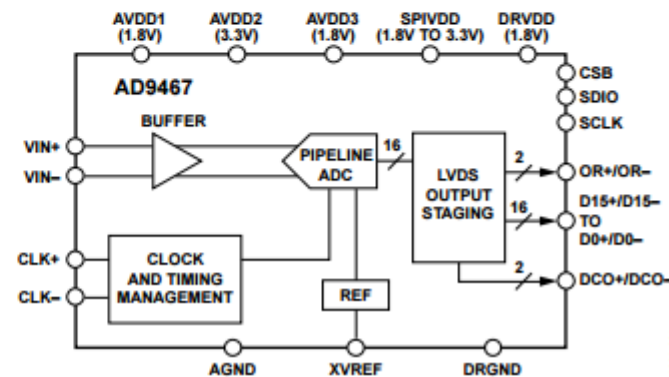 AVDD1
(1.8V)
AVDD2
(3.3V)
AVDD3
(1.8V)
SPIVDD
(1.8V TO 3.3V)
DRVDD
(1.8V)
AD9467
CSB
SDIO
SCLK
BUFFER
VIN+
VIN–
PIPELINE
ADC
16
LVDS
OUTPUT
STAGING
2
OR+/OR–
16
D15+/D15–
TO
D0+/D0–
2
DCO+/DCO–
CLK+
CLK–
CLOCK
AND TIMING
MANAGEMENT
REF
AGND
XVREF
DRGND